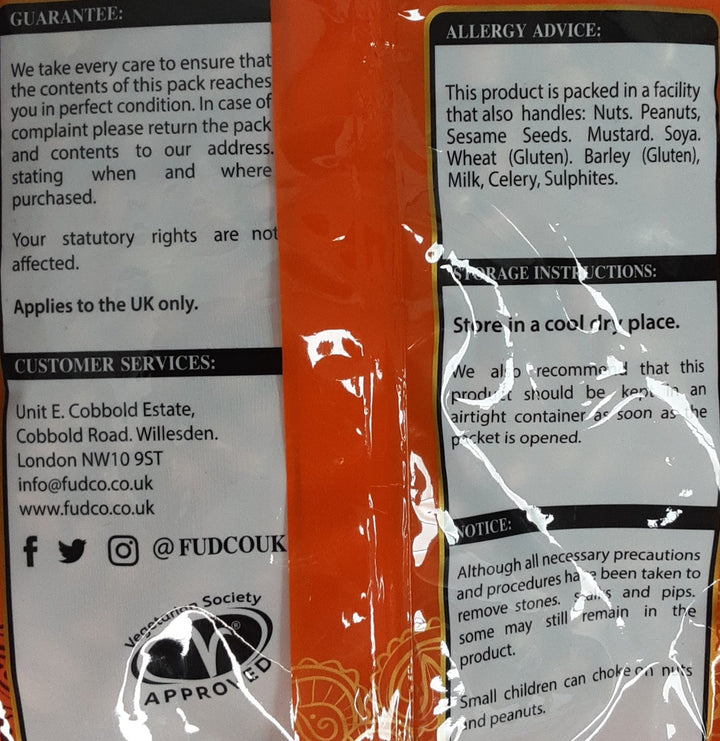 GUARANTEE:
We take every care to ensure that
the contents of this pack reaches
you in perfect condition. In case of
complaint please return the pack
and contents to our address.
stating when and where
purchased.
Your statutory rights are not
affected.
Applies to the UK only.
CUSTOMER SERVICES:
Unit E. Cobbold Estate,
Cobbold Road. Willesden.
London NW10 9ST
info@fudco.co.uk
www.fudco.co.uk
@FUDCOUK
Vegetarian Society
APPROVED
ALLERGY ADVICE:
This product is packed in a facility
that also handles: Nuts. Peanuts,
Sesame Seeds. Mustard. Soya.
Wheat (Gluten). Barley (Gluten),
Milk, Celery, Sulphites.
STORAGE INSTRUCTIONS:
Store in a cool dry place.
We also recommend that this
product should be kept in an
airtight container as soon as the
packet is opened.
NOTICE:
Although all necessary precautions
and procedures have been taken to
remove stones. stalks and pips.
some may still remain in the
product.
Small children can choke on nuts
and peanuts.